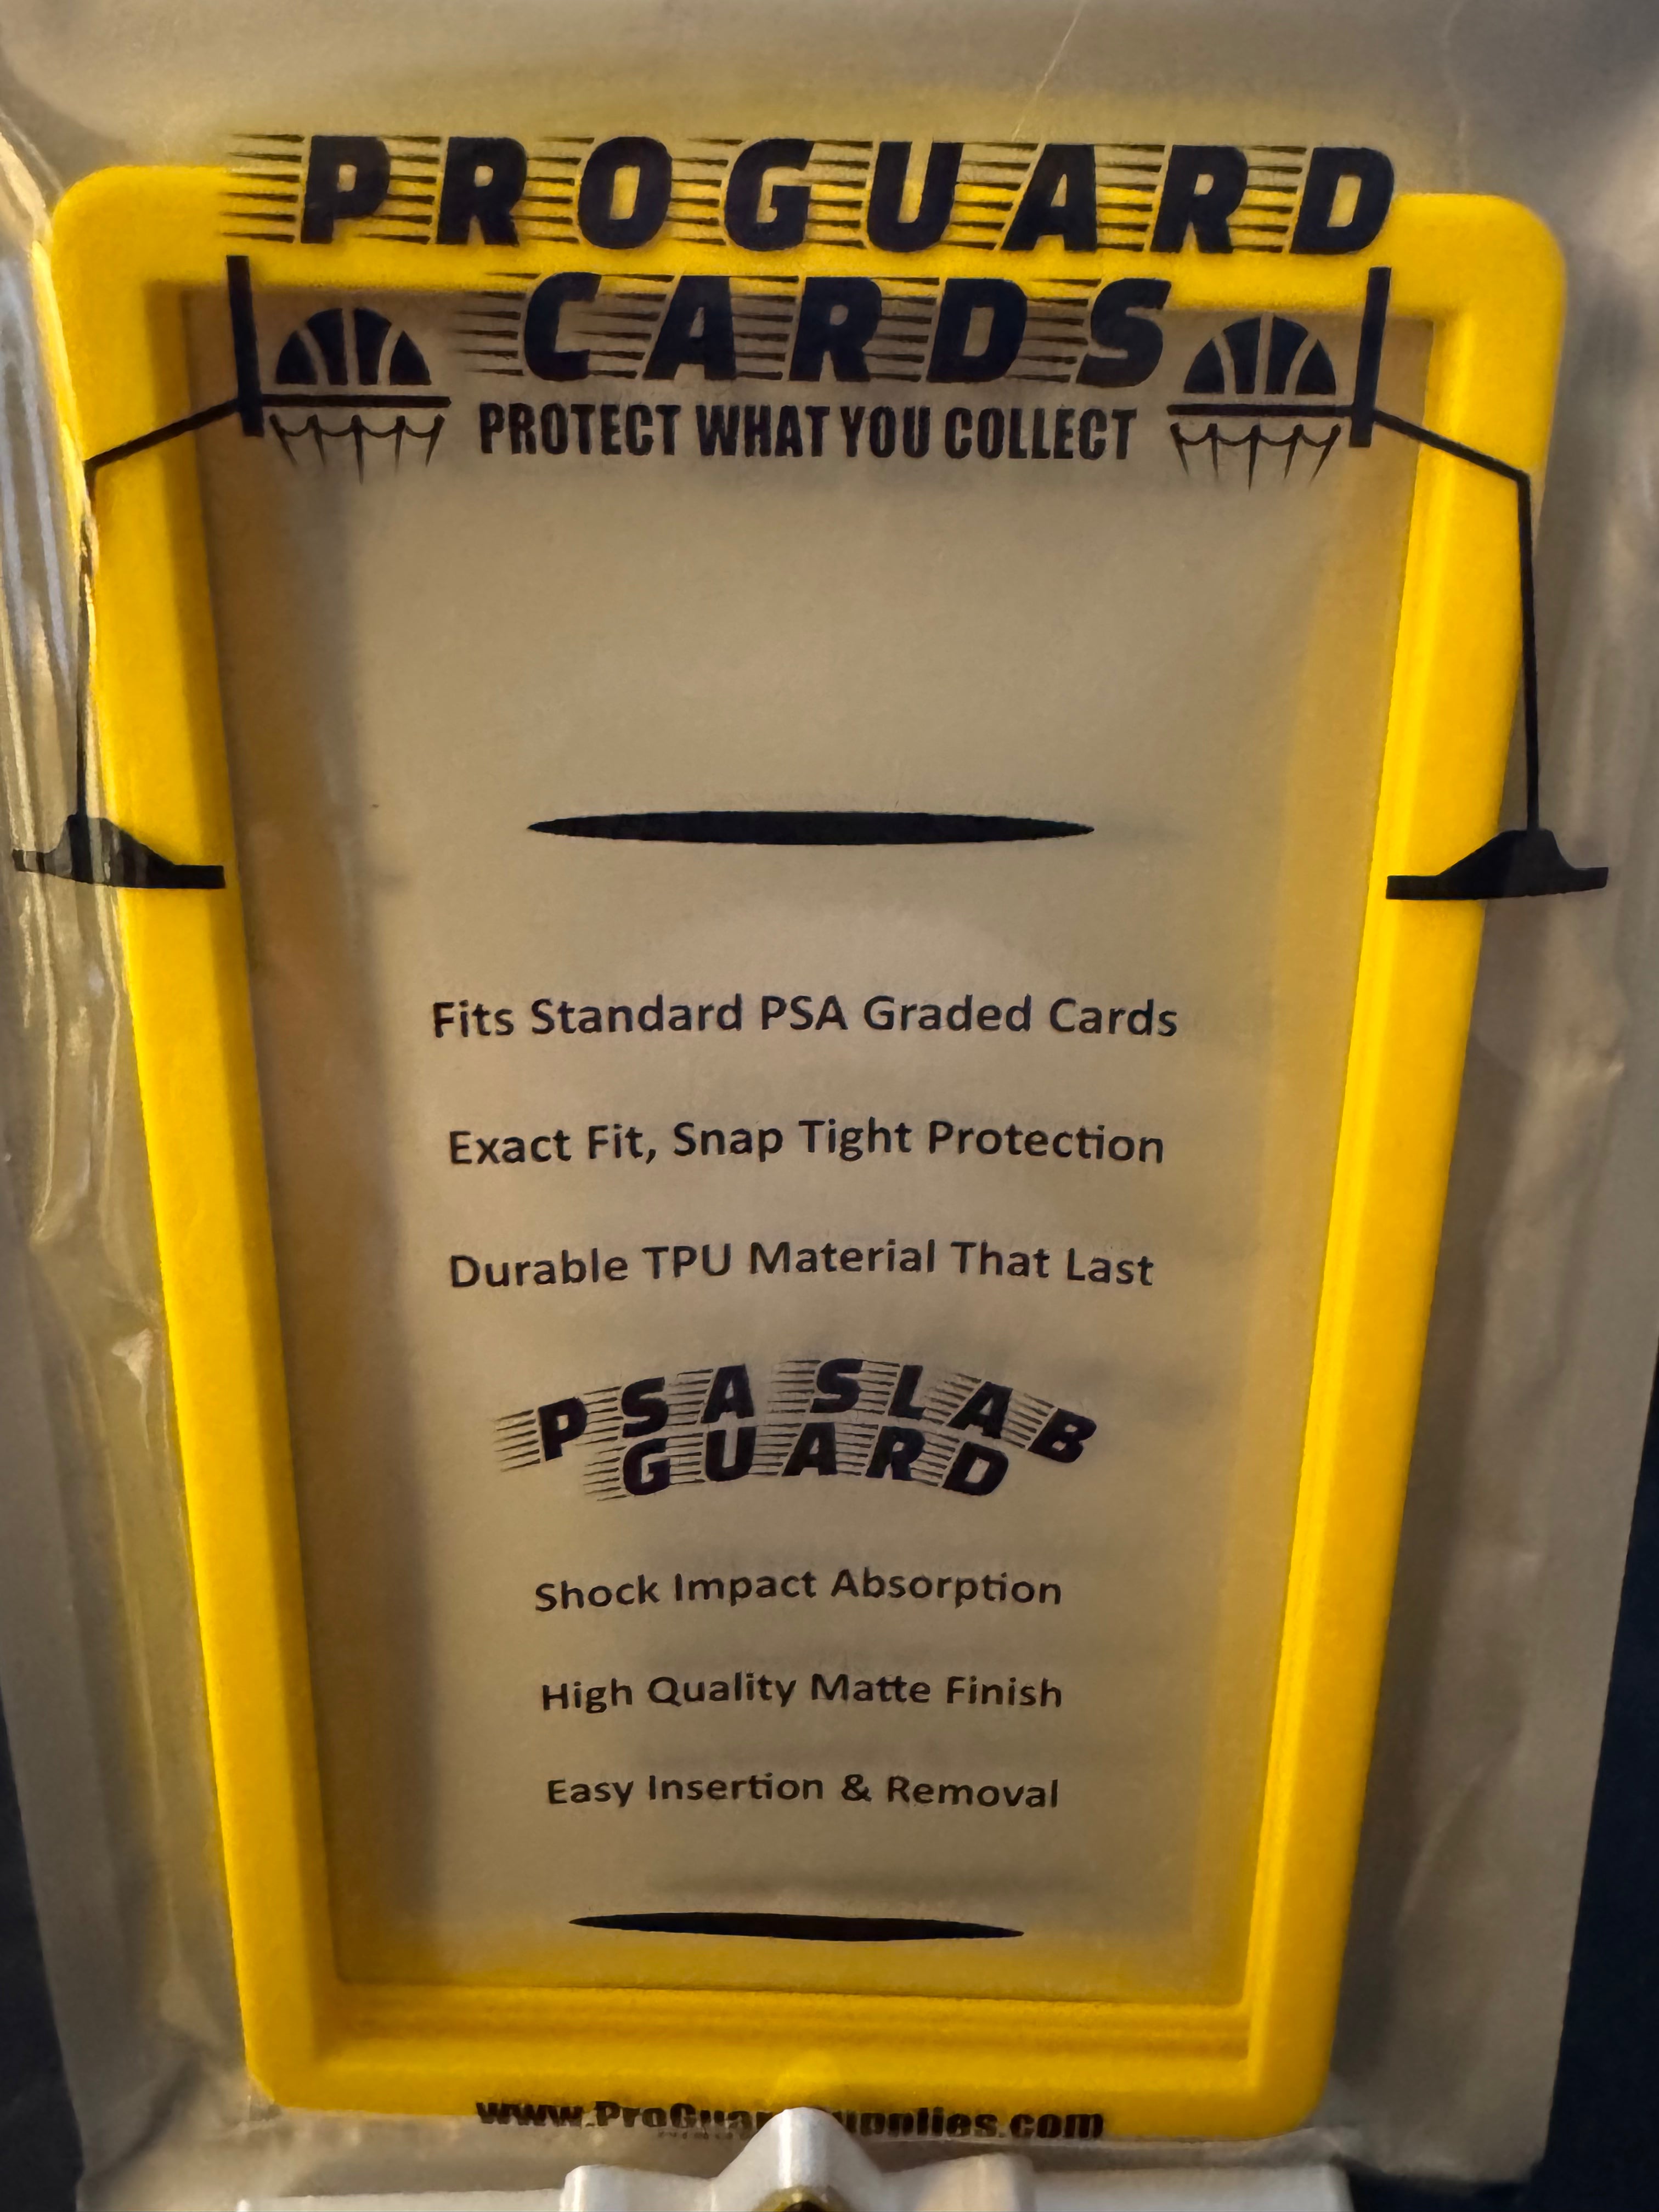 PROGUARD
CARDS
PROTECT WHAT YOU COLLECT
Fits Standard PSA Graded Cards
Exact Fit, Snap Tight Protection
Durable TPU Material That Last
PSA SLAB
GUARD
Shock Impact Absorption
High Quality Matte Finish
Easy Insertion & Removal